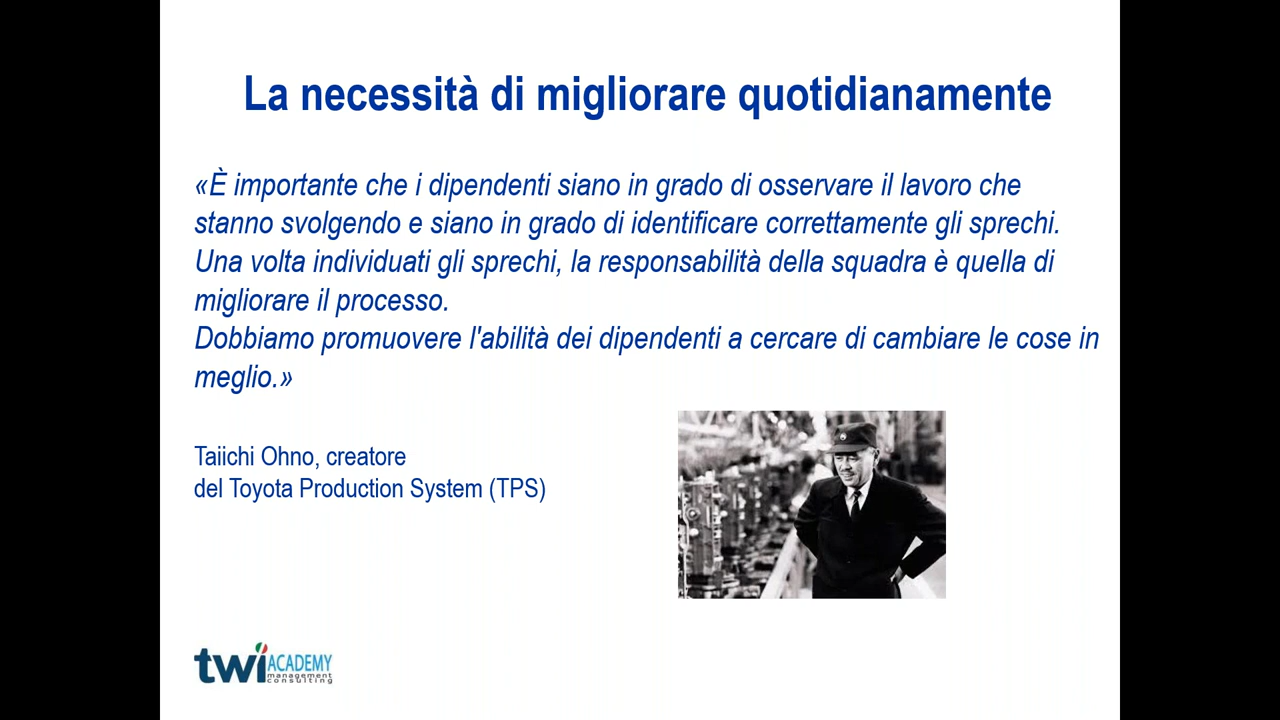 La necessità di migliorare quotidianamente
«È importante che i dipendenti siano in grado di osservare il lavoro che
stanno svolgendo e siano in grado di identificare correttamente gli sprechi.
Una volta individuati gli sprechi, la responsabilità della squadra è quella di
migliorare il processo.
Dobbiamo promuovere l'abilità dei dipendenti a cercare di cambiare le cose in
meglio.»
Taiichi Ohno, creatore
del Toyota Production System (TPS)
twi ACADEMY
management
consulting